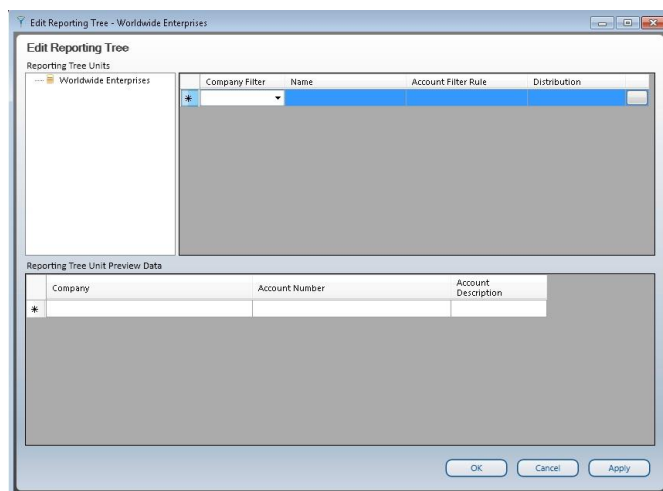 Edit Reporting Tree - Worldwide Enterprises
Edit Reporting Tree
Reporting Tree Units
Worldwide Enterprises
Company Filter Name Account Filter Rule Distribution
Reporting Tree Unit Preview Data
Company Account Number Account
Description
OK Cancel Apply